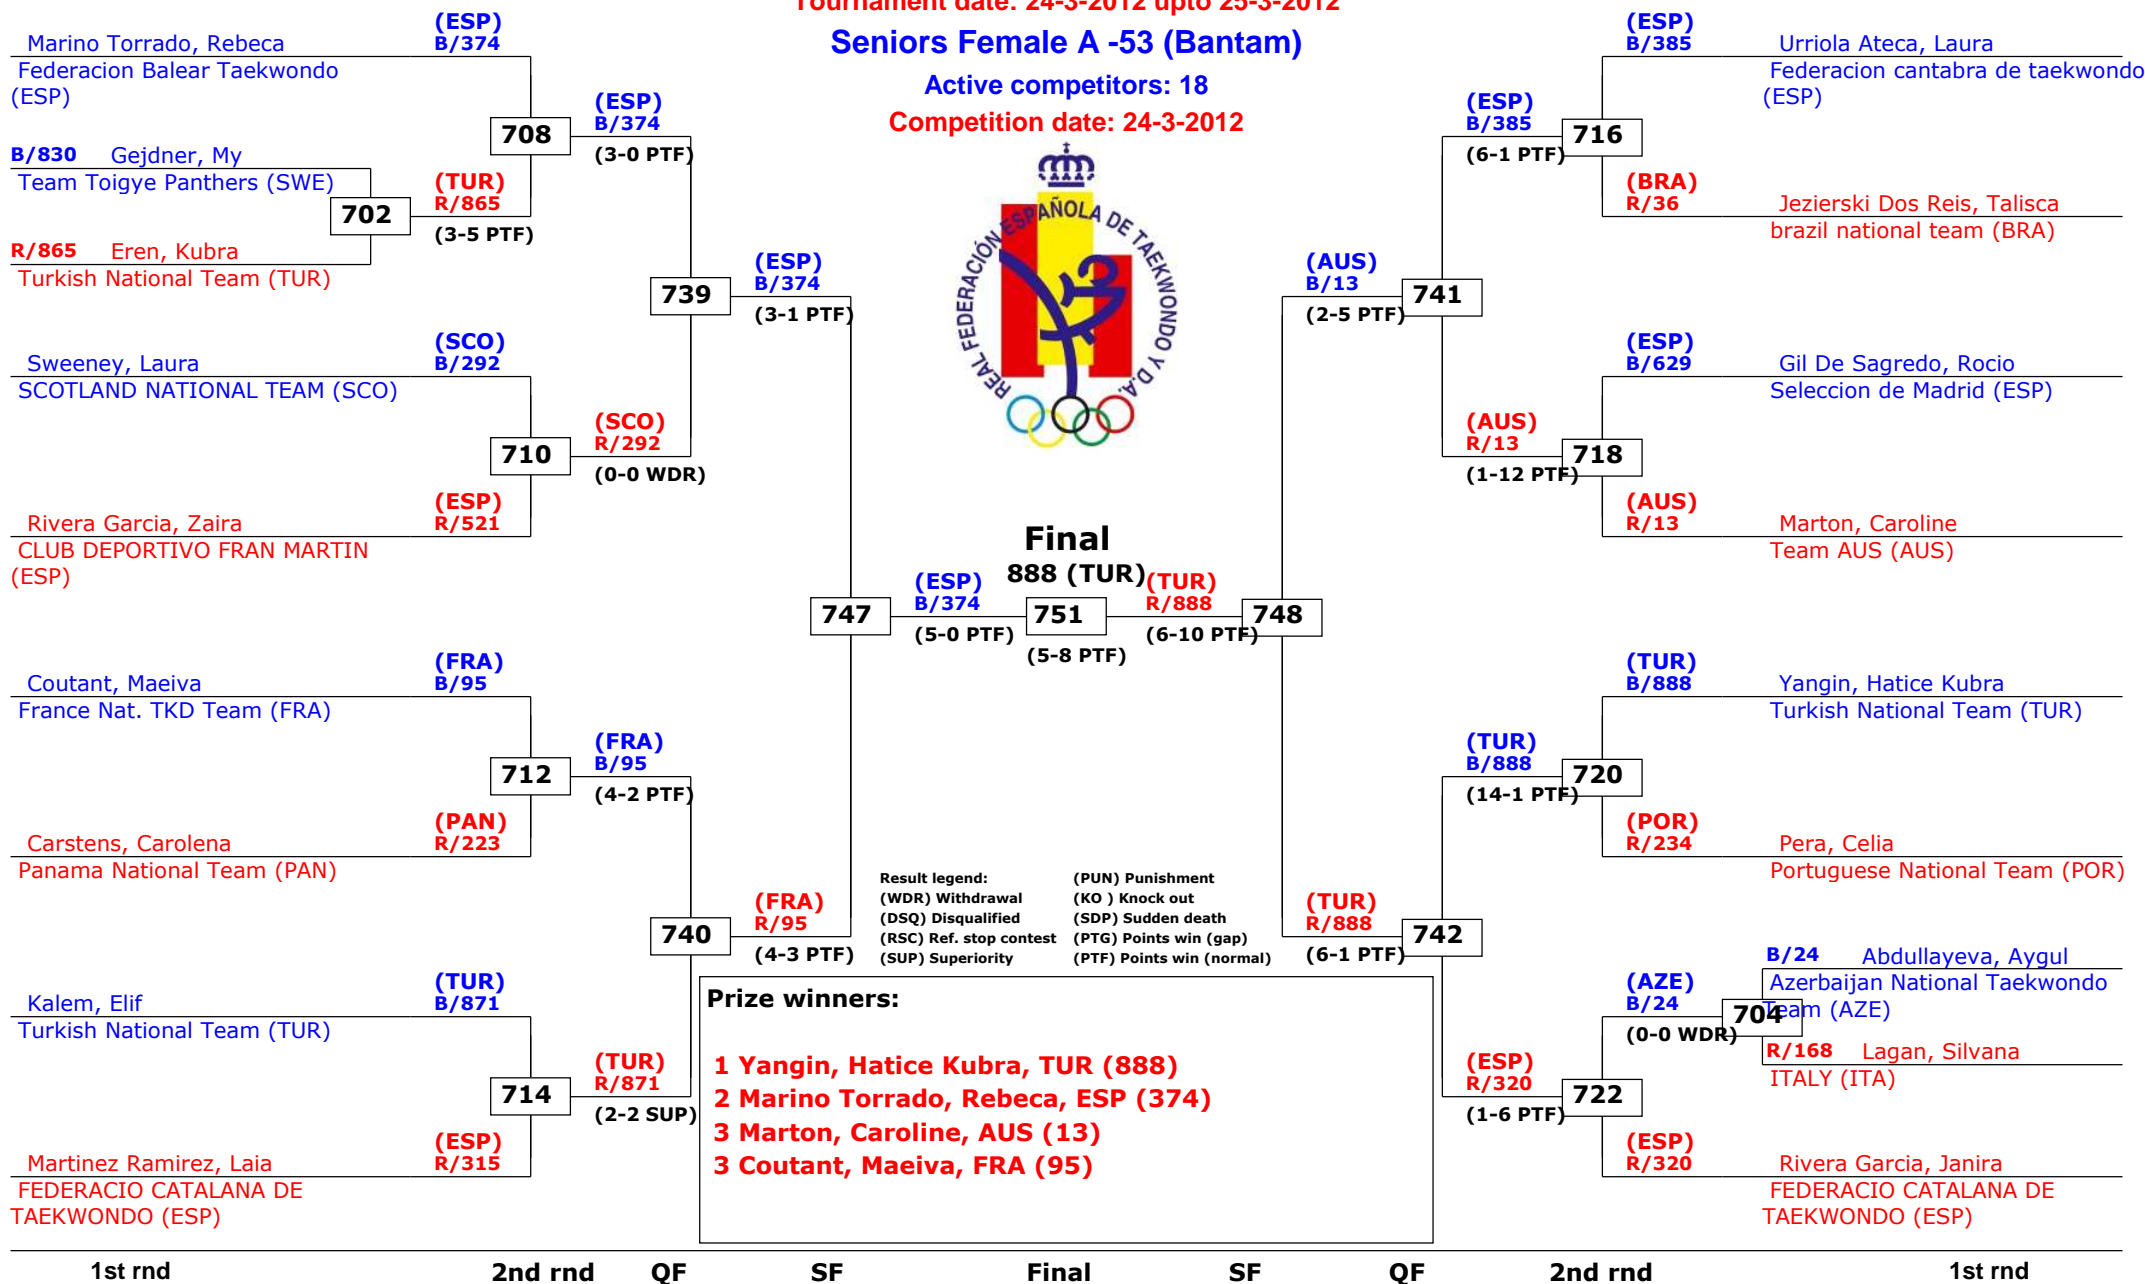 Tournament date: 24-3-2012 upto 25-3-2012
Seniors Female A -53 (Bantam)
Active competitors: 18
Competition date: 24-3-2012
REAL FEDERACIÓN ESPAÑOLA DE TAEKWONDO Y D.A.
Marino Torrado, Rebeca
(ESP)
B/374
Federacion Balear Taekwondo
(ESP)
708
(ESP)
B/374
(3-0 PTF)
B/830 Gejdner, My
Team Toigye Panthers (SWE)
702
(TUR)
R/865
(3-5 PTF)
R/865 Eren, Kubra
Turkish National Team (TUR)
739
(ESP)
B/374
(3-1 PTF)
Sweeney, Laura
(SCO)
B/292
SCOTLAND NATIONAL TEAM (SCO)
710
(SCO)
R/292
(0-0 WDR)
Rivera Garcia, Zaira
(ESP)
R/521
CLUB DEPORTIVO FRAN MARTIN
(ESP)
747
(ESP)
B/374
(5-0 PTF)
Coutant, Maeiva
(FRA)
B/95
France Nat. TKD Team (FRA)
712
(FRA)
B/95
(4-2 PTF)
Carstens, Carolena
(PAN)
R/223
Panama National Team (PAN)
740
(FRA)
R/95
(4-3 PTF)
Kalem, Elif
(TUR)
B/871
Turkish National Team (TUR)
714
(TUR)
R/871
(2-2 SUP)
Martinez Ramirez, Laia
(ESP)
R/315
FEDERACIO CATALANA DE
TAEKWONDO (ESP)
Final
888 (TUR)
751
(5-8 PTF)
(TUR)
R/888
(6-10 PTF)
748
(ESP)
B/385
Urriola Ateca, Laura
Federacion cantabra de taekwondo
(ESP)
(ESP)
B/385
(6-1 PTF)
716
(BRA)
R/36
Jezierski Dos Reis, Talisca
brazil national team (BRA)
(AUS)
B/13
(2-5 PTF)
741
(ESP)
B/629
Gil De Sagredo, Rocio
Seleccion de Madrid (ESP)
(AUS)
R/13
(1-12 PTF)
718
(AUS)
R/13
Marton, Caroline
Team AUS (AUS)
(TUR)
B/888
Yangin, Hatice Kubra
Turkish National Team (TUR)
(TUR)
B/888
(14-1 PTF)
720
(POR)
R/234
Pera, Celia
Portuguese National Team (POR)
(TUR)
R/888
(6-1 PTF)
742
B/24 Abdullayeva, Aygul
Azerbaijan National Taekwondo
Team (AZE)
(AZE)
B/24
(0-0 WDR)
704
R/168 Lagan, Silvana
ITALY (ITA)
(ESP)
R/320
(1-6 PTF)
722
(ESP)
R/320
Rivera Garcia, Janira
FEDERACIO CATALANA DE
TAEKWONDO (ESP)
Result legend: (PUN) Punishment
(WDR) Withdrawal (KO ) Knock out
(DSQ) Disqualified (SDP) Sudden death
(RSC) Ref. stop contest (PTG) Points win (gap)
(SUP) Superiority (PTF) Points win (normal)
Prize winners:
1 Yangin, Hatice Kubra, TUR (888)
2 Marino Torrado, Rebeca, ESP (374)
3 Marton, Caroline, AUS (13)
3 Coutant, Maeiva, FRA (95)
1st rnd 2nd rnd QF SF Final SF QF 2nd rnd 1st rnd